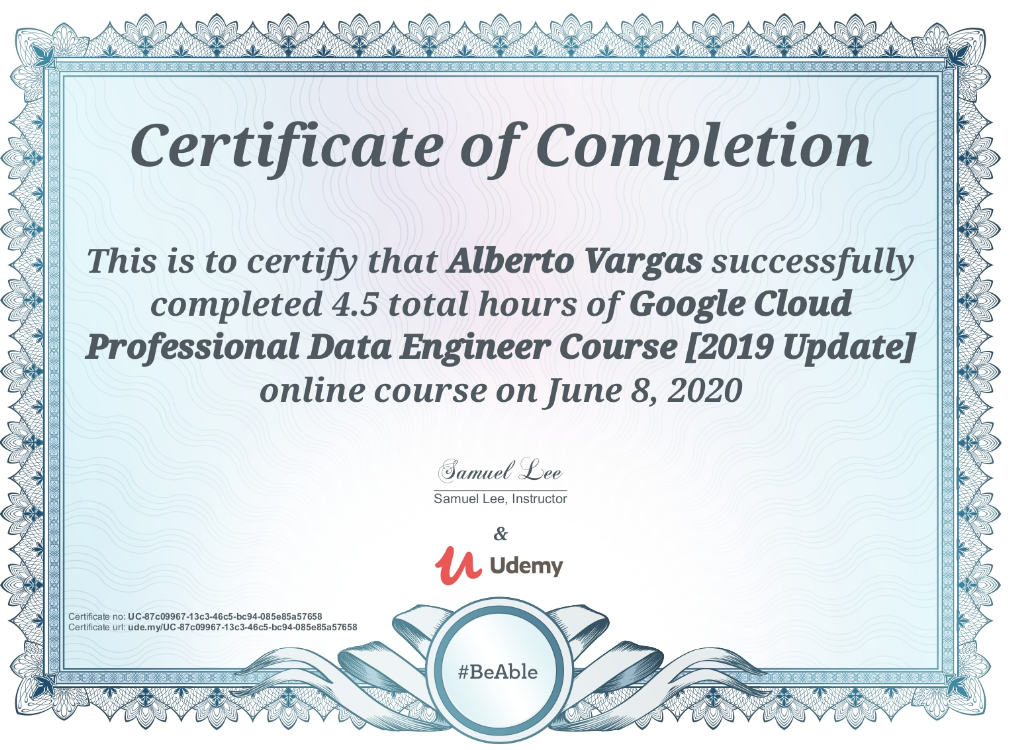 Certificate of Completion
This is to certify that Alberto Vargas successfully
completed 4.5 total hours of Google Cloud
Professional Data Engineer Course [2019 Update]
online course on June 8, 2020
Samuel Lee
Samuel Lee, Instructor
&
Udemy
Certificate no: UC-87c09967-13c3-46c5-bc94-085e85a57658
Certificate url: ude.my/UC-87c09967-13c3-46c5-bc94-085e85a57658
#BeAble